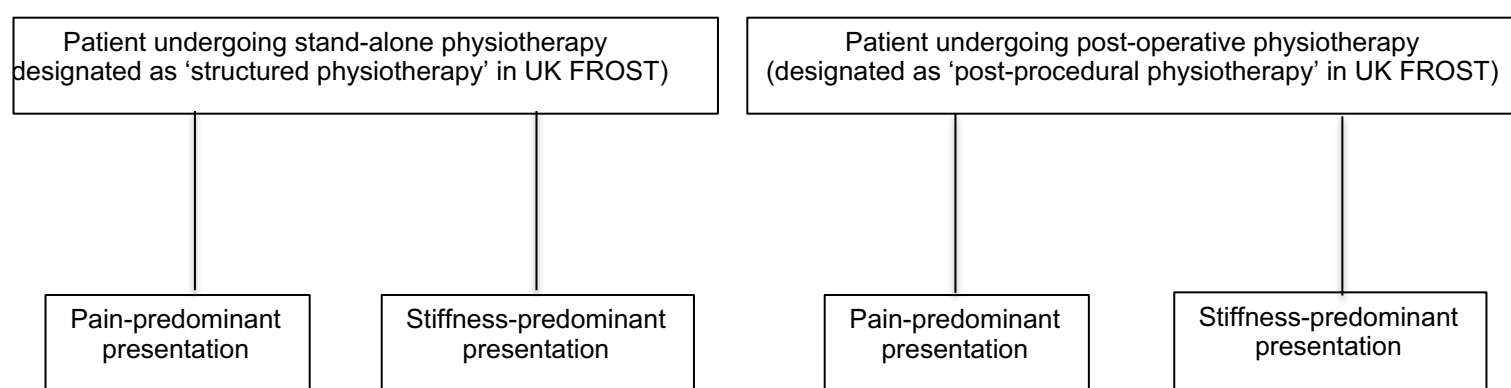 Patient undergoing stand-alone physiotherapy
designated as ‘structured physiotherapy’ in UK FROST)
Patient undergoing post-operative physiotherapy
(designated as ‘post-procedural physiotherapy’ in UK FROST)
Pain-predominant
presentation
Stiffness-predominant
presentation
Pain-predominant
presentation
Stiffness-predominant
presentation